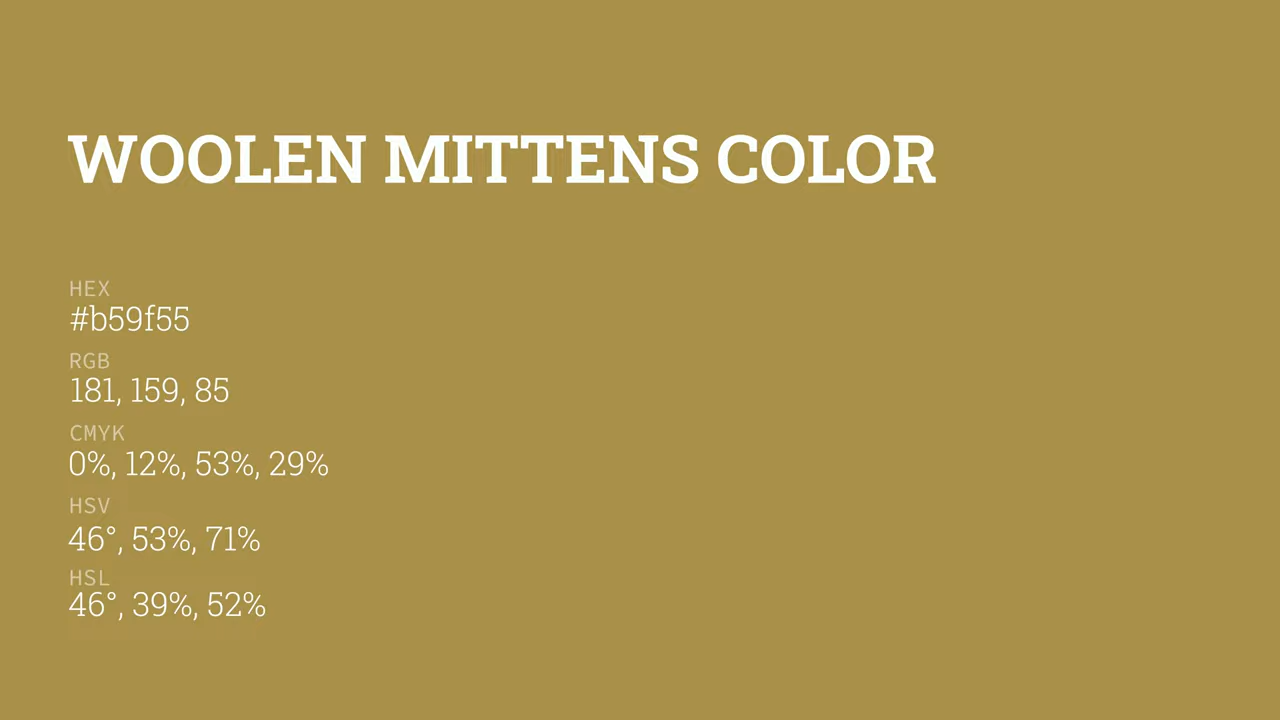 WOOLEN MITTENS COLOR
HEX
#b59f55
RGB
181, 159, 85
CMYK
0%, 12%, 53%, 29%
HSV
46°, 53%, 71%
HSL
46°, 39%, 52%